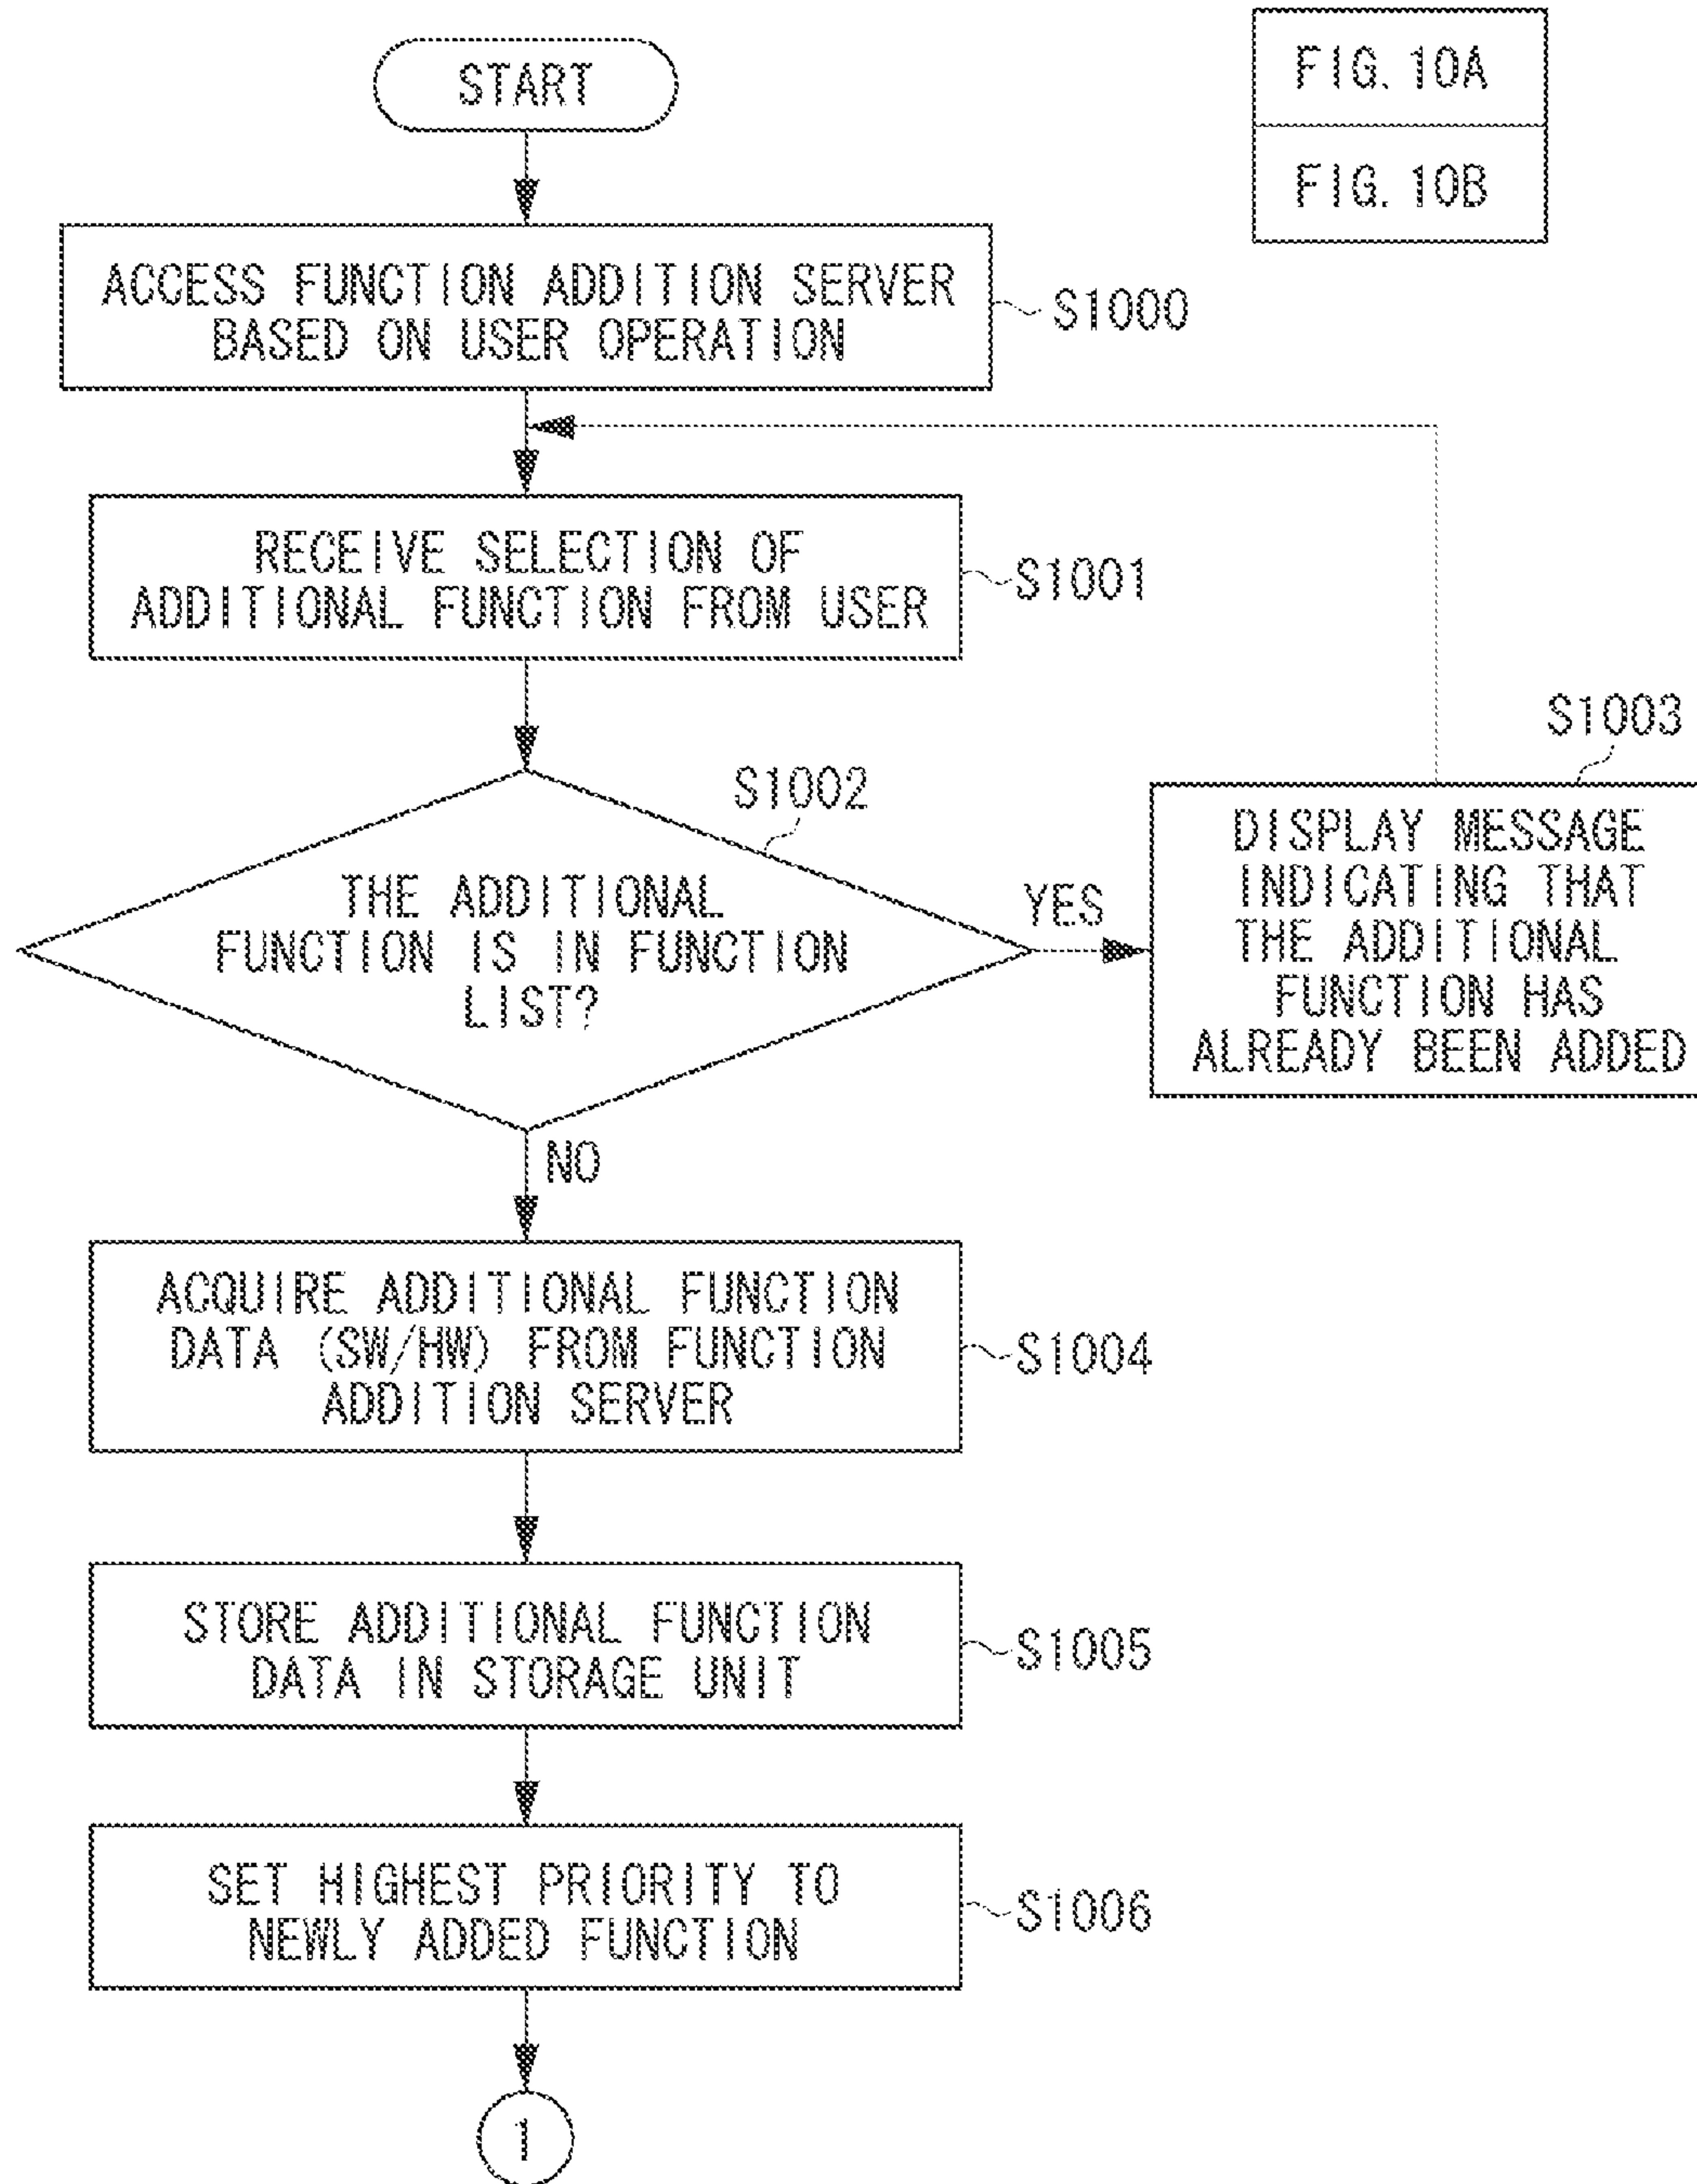 FIG. 10A
FIG. 10B
START
ACCESS FUNCTION ADDITION SERVER
BASED ON USER OPERATION
S1000
RECEIVE SELECTION OF
ADDITIONAL FUNCTION FROM USER
S1001
S1002
THE ADDITIONAL
FUNCTION IS IN FUNCTION
LIST?
YES
S1003
DISPLAY MESSAGE
INDICATING THAT
THE ADDITIONAL
FUNCTION HAS
ALREADY BEEN ADDED
NO
ACQUIRE ADDITIONAL FUNCTION
DATA (SW/HW) FROM FUNCTION
ADDITION SERVER
S1004
STORE ADDITIONAL FUNCTION
DATA IN STORAGE UNIT
S1005
SET HIGHEST PRIORITY TO
NEWLY ADDED FUNCTION
S1006
1